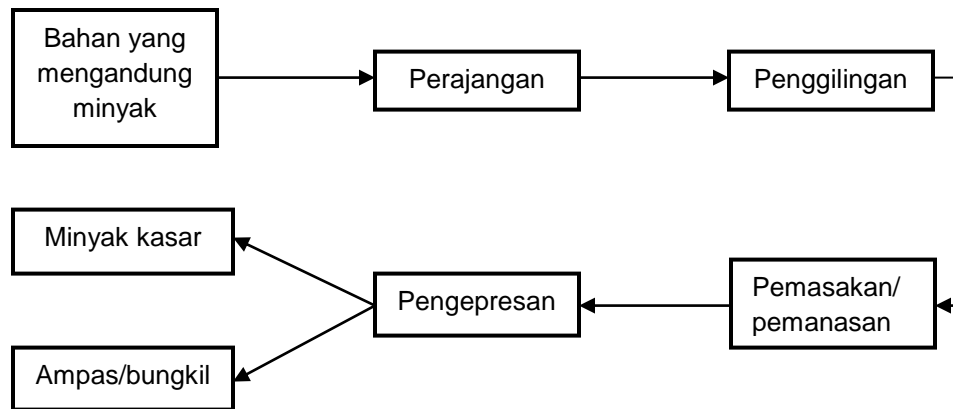 Bahan yang
mengandung
minyak
Perajangan
Penggilingan
Pemasakan/
pemanasan
Pengepresan
Minyak kasar
Ampas/bungkil